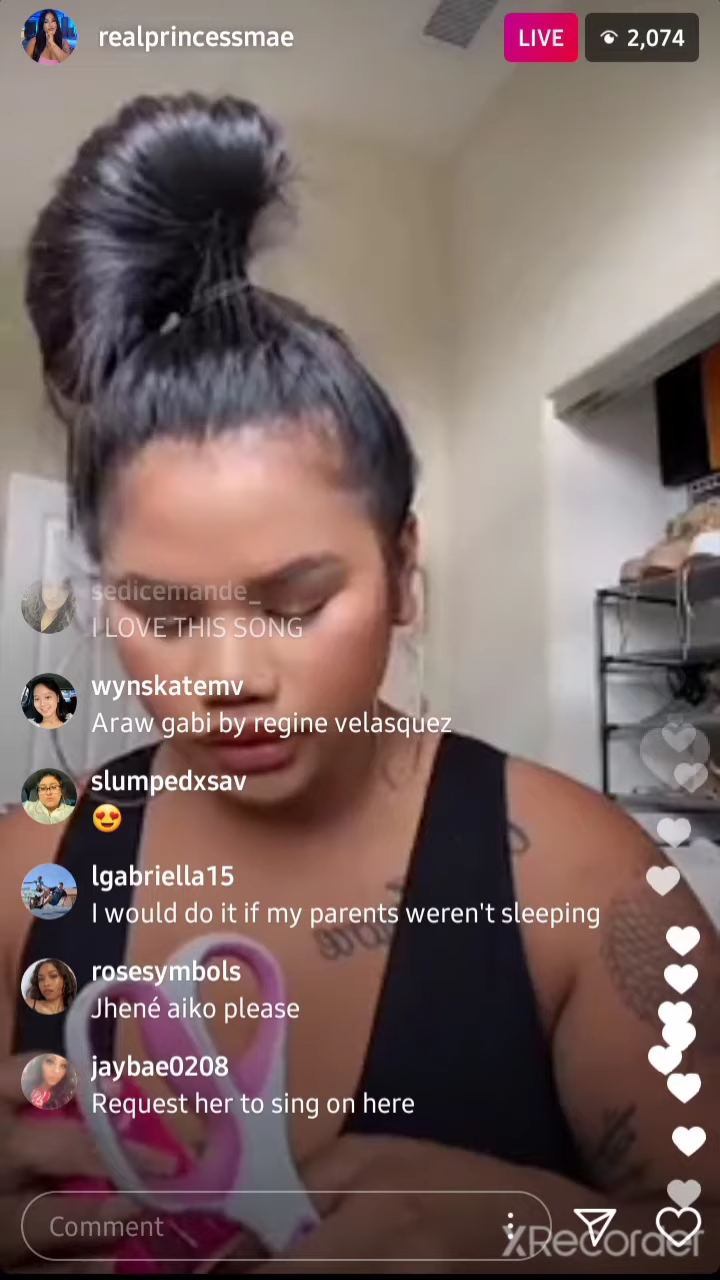 realprincessmae
LIVE
2,074
sedicemande_
I LOVE THIS SONG
wynskatemv
Araw gabi by regine velasquez
slumpedxsav
😍
lgabriella15
I would do it if my parents weren't sleeping
rosesymbols
Jhené aiko please
jaybae0208
Request her to sing on here
Comment
XRecorder